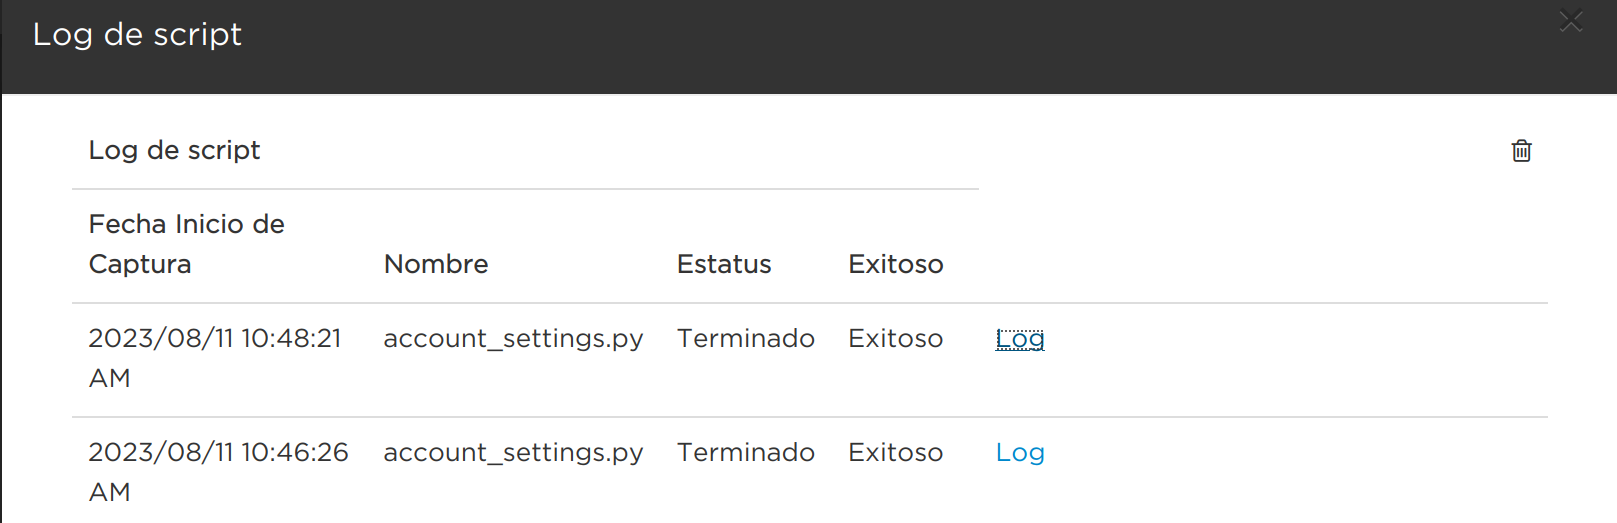 Log de script
Log de script
Fecha Inicio de
Captura Nombre Estatus Exitoso
2023/08/11 10:48:21 account_settings.py Terminado Exitoso Log
AM
2023/08/11 10:46:26 account_settings.py Terminado Exitoso Log
AM